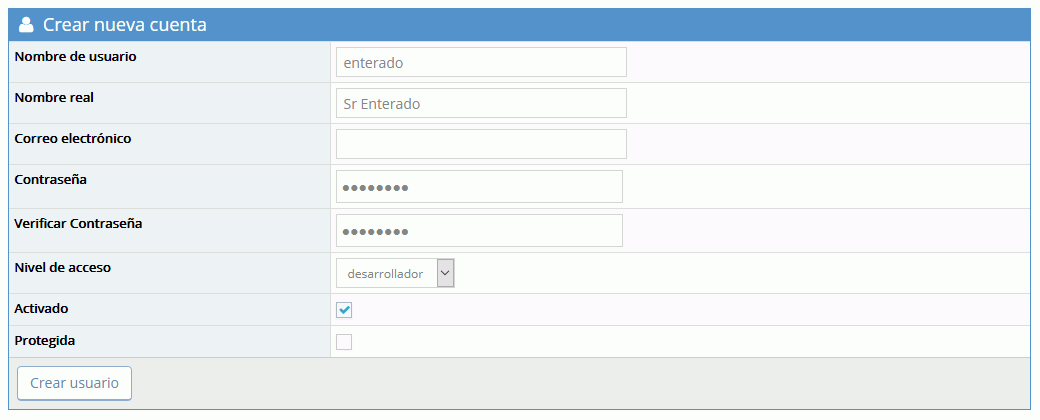 Crear nueva cuenta
Nombre de usuario
enterado
Nombre real
Sr Enterado
Correo electrónico
Contraseña
••••••••
Verificar Contraseña
••••••••
Nivel de acceso
desarrollador
Activado
Protegida
Crear usuario